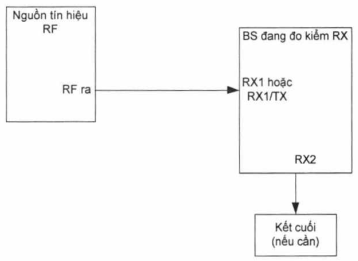 Nguồn tín hiệu
RF
RF ra
BS đang đo kiểm RX
RX1 hoặc
RX1/TX
RX2
Kết cuối
(nếu cần)